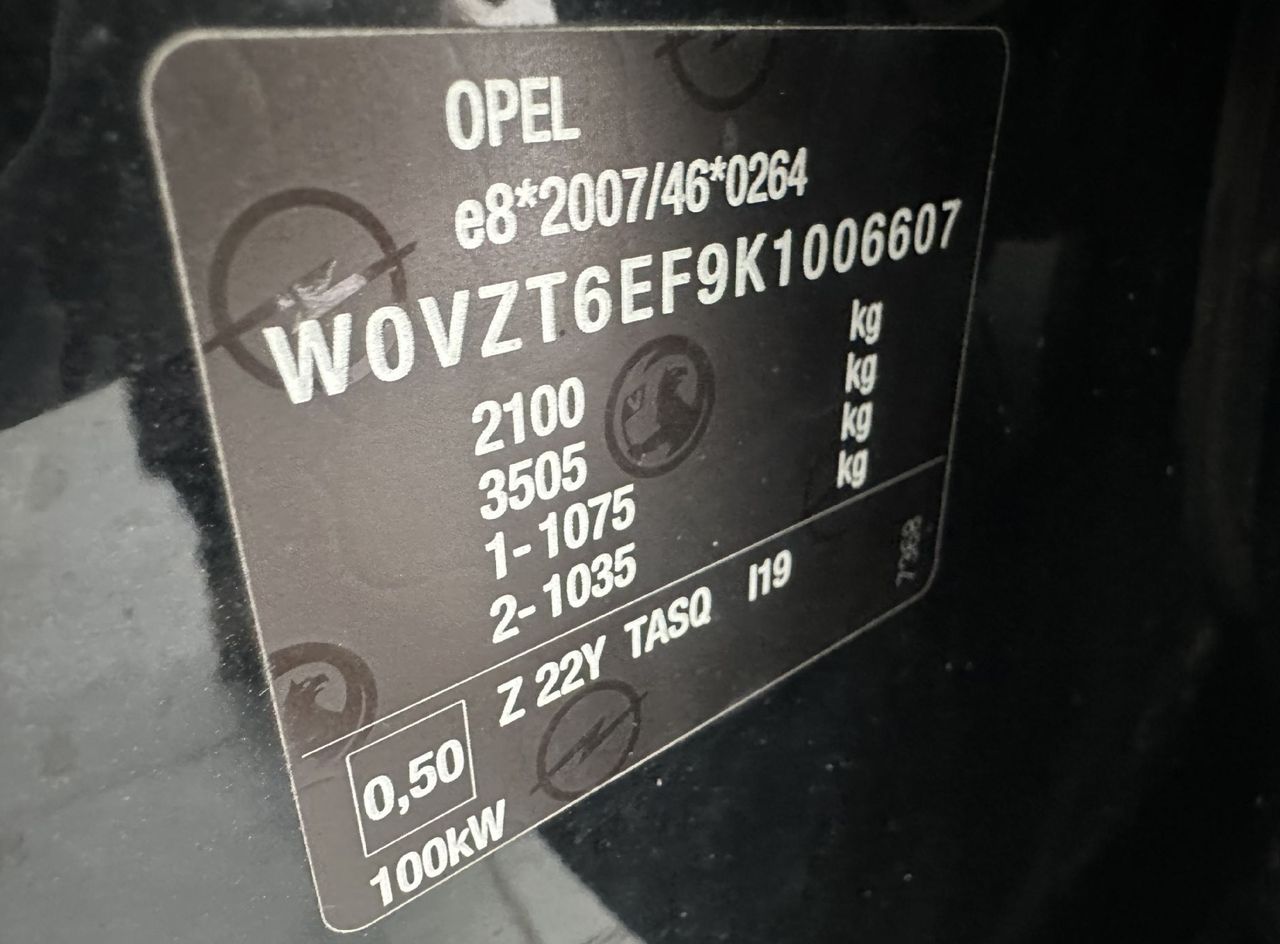 OPEL
e8*2007/46*0264
W0VZT6EF9K1006607
2100 kg
3505 kg
1-1075 kg
2-1035 kg
Z 22Y TASQ I19
0,50
100kW